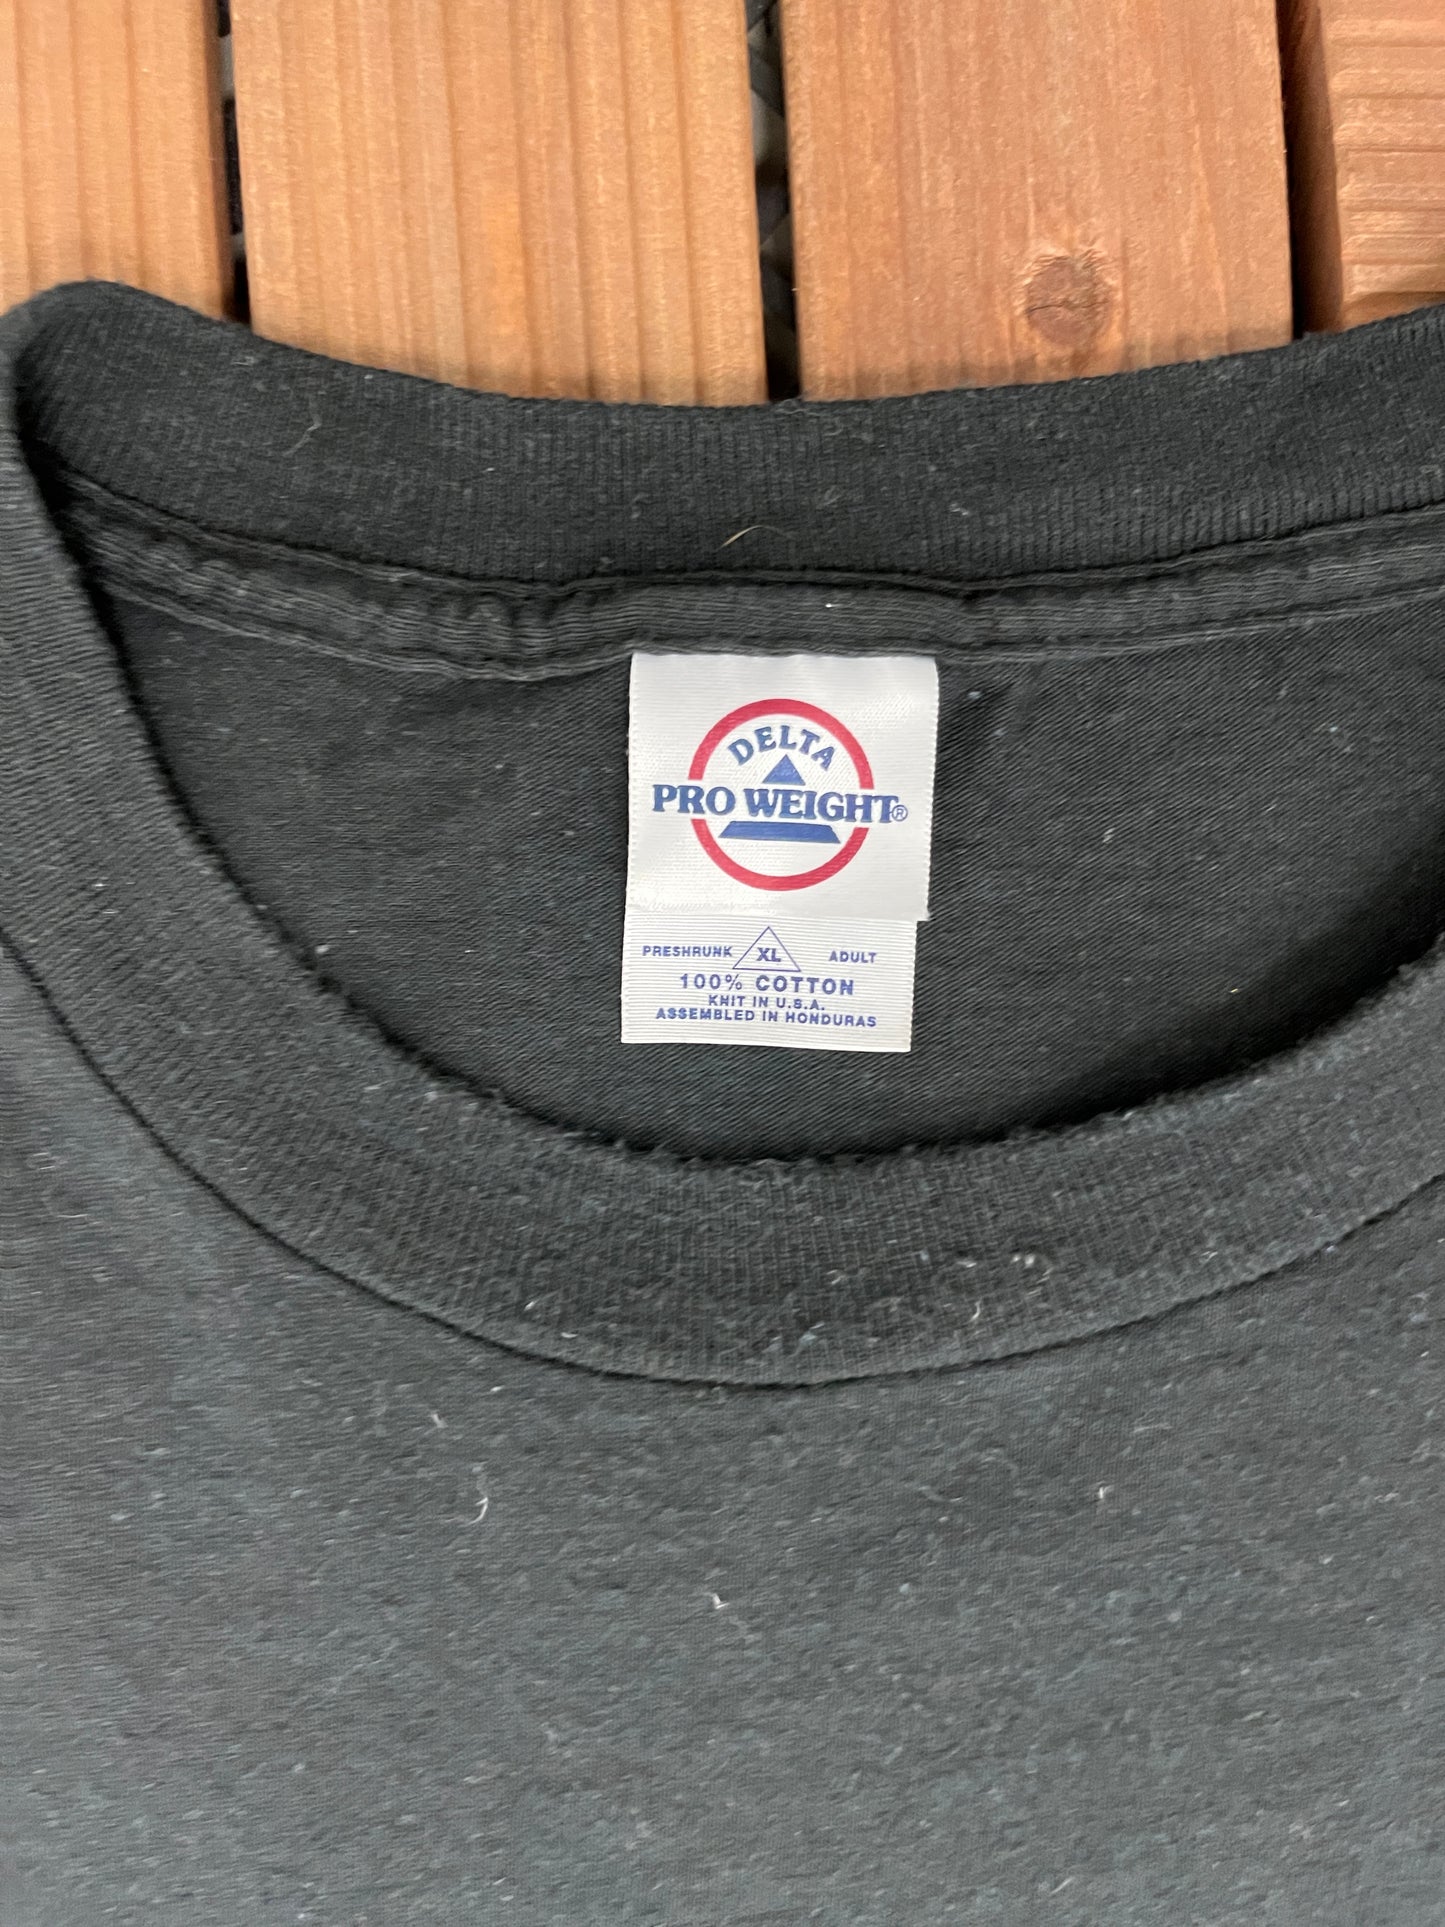 DELTA
PRO WEIGHT®
PRESHRUNK XL ADULT
100% COTTON
KNIT IN U.S.A.
ASSEMBLED IN HONDURAS